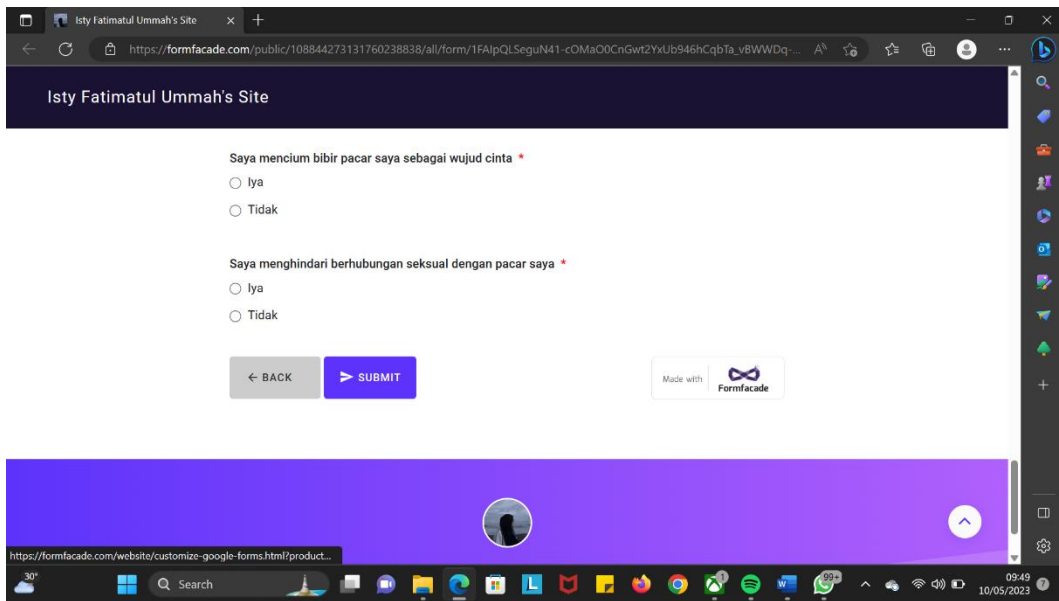 Isty Fatimatul Ummah's Site
https://formfacade.com/public/108844273131760238838/all/form/1FAIpQLSeguN41-cOMaO0CnGwt2YxUb946hCqbTa_vBWWDq-...
Isty Fatimatul Ummah's Site
Saya mencium bibir pacar saya sebagai wujud cinta *
Iya
Tidak
Saya menghindari berhubungan seksual dengan pacar saya *
Iya
Tidak
← BACK
SUBMIT
Made with
Formfacade
https://formfacade.com/website/customize-google-forms.html?product...
30°
Search
99+
09:49
10/05/2023